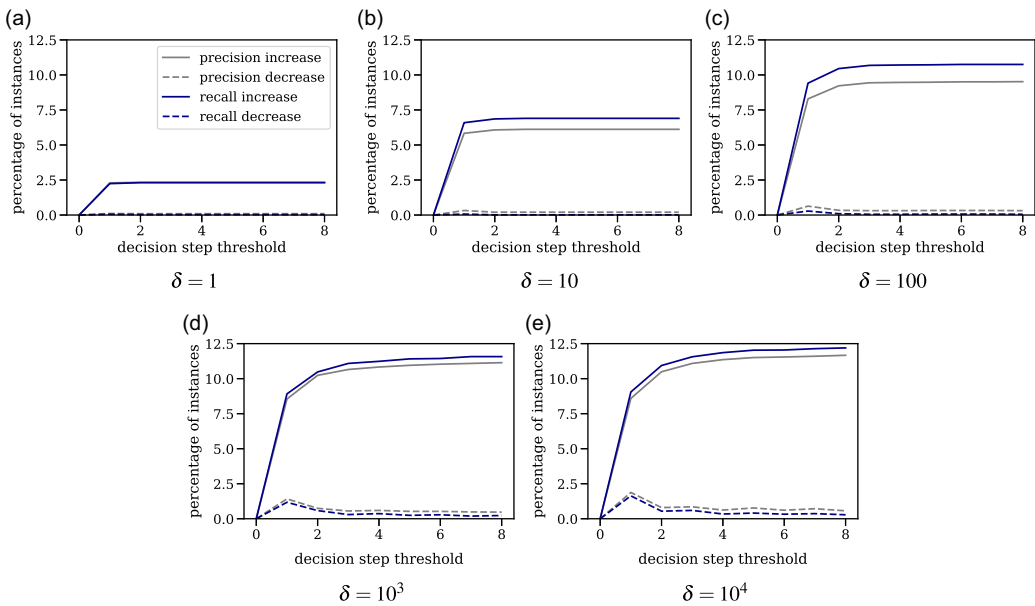 (a)
percentage of instances
12.5
10.0
7.5
5.0
2.5
0.0
precision increase
precision decrease
recall increase
recall decrease
0 2 4 6 8
decision step threshold
δ = 1
(b)
percentage of instances
12.5
10.0
7.5
5.0
2.5
0.0
0 2 4 6 8
decision step threshold
δ = 10
(c)
percentage of instances
12.5
10.0
7.5
5.0
2.5
0.0
0 2 4 6 8
decision step threshold
δ = 100
(d)
percentage of instances
12.5
10.0
7.5
5.0
2.5
0.0
0 2 4 6 8
decision step threshold
δ = 10³
(e)
percentage of instances
12.5
10.0
7.5
5.0
2.5
0.0
0 2 4 6 8
decision step threshold
δ = 10⁴